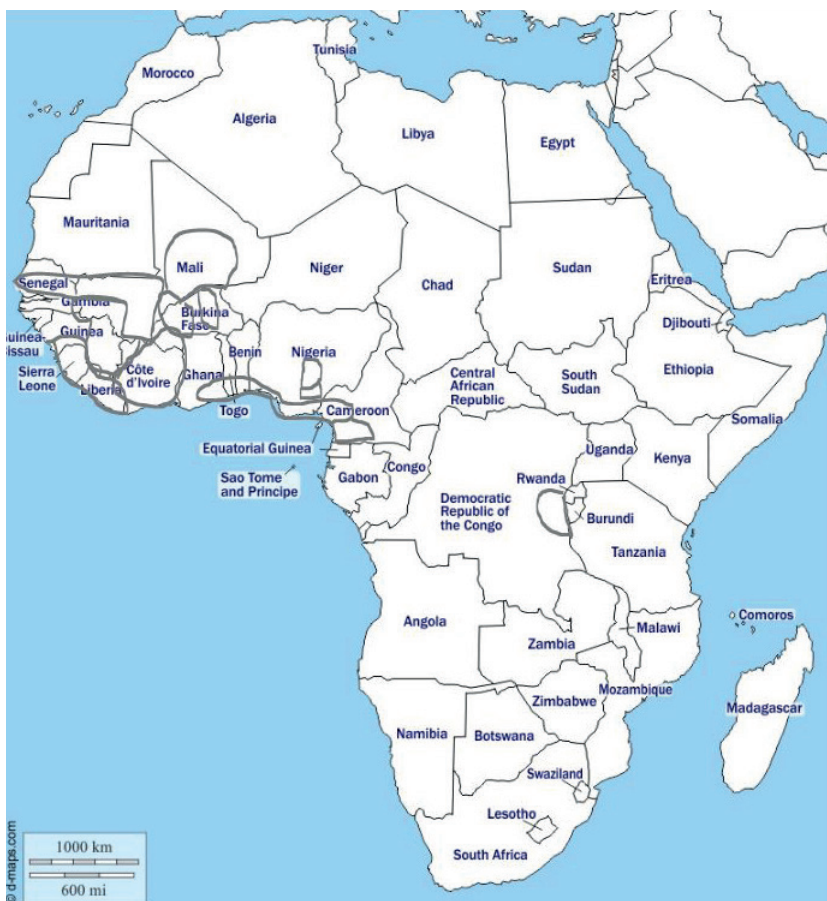 Tunisia
Morocco
Algeria
Libya
Egypt
Mauritania
Mali
Niger
Chad
Sudan
Eritrea
Senegal
Gambia
Burkina
Faso
Djibouti
Guinea
uinea-
Bissau
Benin
Nigeria
Sierra
Leone
Côte
d'Ivoire
Ghana
Central
African
Republic
South
Sudan
Ethiopia
Liberia
Togo
Cameroon
Somalia
Equatorial Guinea
Uganda
Kenya
Sao Tome
and Principe
Gabon
Congo
Rwanda
Democratic
Republic of
the Congo
Burundi
Tanzania
Comoros
Angola
Malawi
Zambia
Mozambique
Zimbabwe
Madagascar
Namibia
Botswana
Swaziland
Lesotho
South Africa
1000 km
600 mi
© d-maps.com